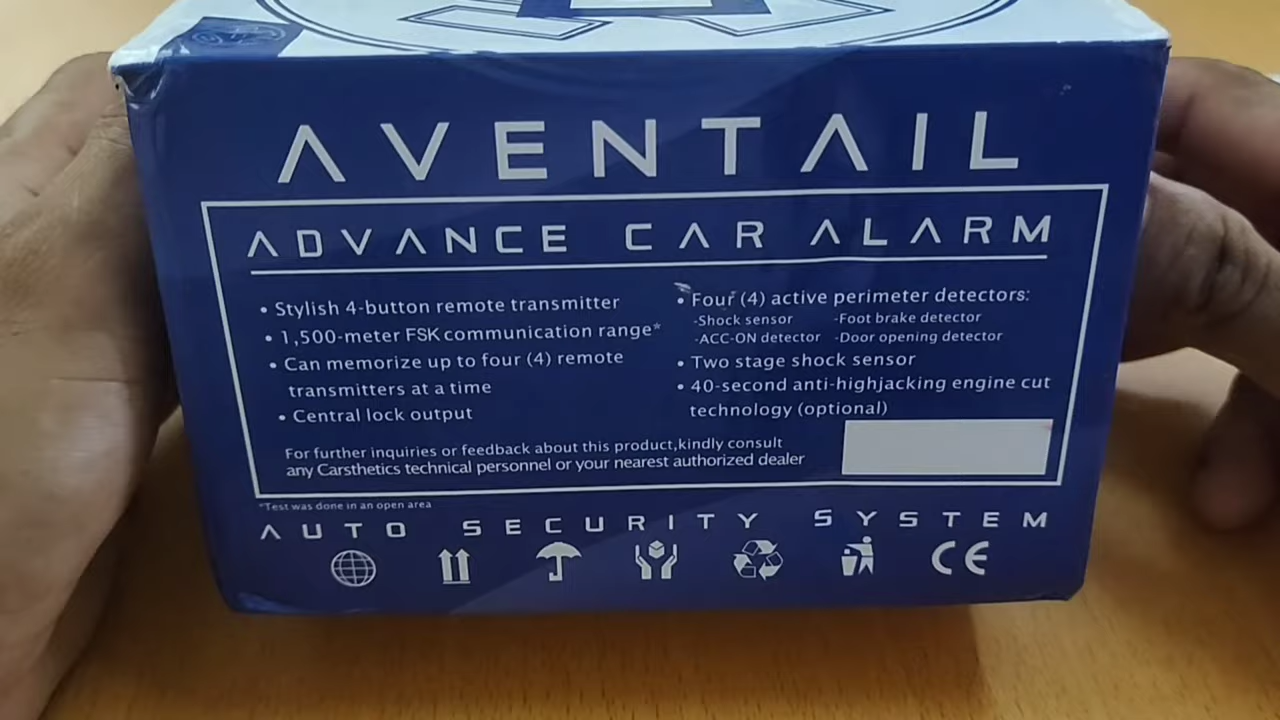 AVENTAIL
ADVANCE CAR ALARM
• Stylish 4-button remote transmitter
• 1,500-meter FSK communication range*
• Can memorize up to four (4) remote
transmitters at a time
• Central lock output
• Four (4) active perimeter detectors:
-Shock sensor -Foot brake detector
-ACC-ON detector -Door opening detector
• Two stage shock sensor
• 40-second anti-highjacking engine cut
technology (optional)
For further inquiries or feedback about this product,kindly consult
any Carsthetics technical personnel or your nearest authorized dealer
*Test was done in an open area
AUTO SECURITY SYSTEM
CE